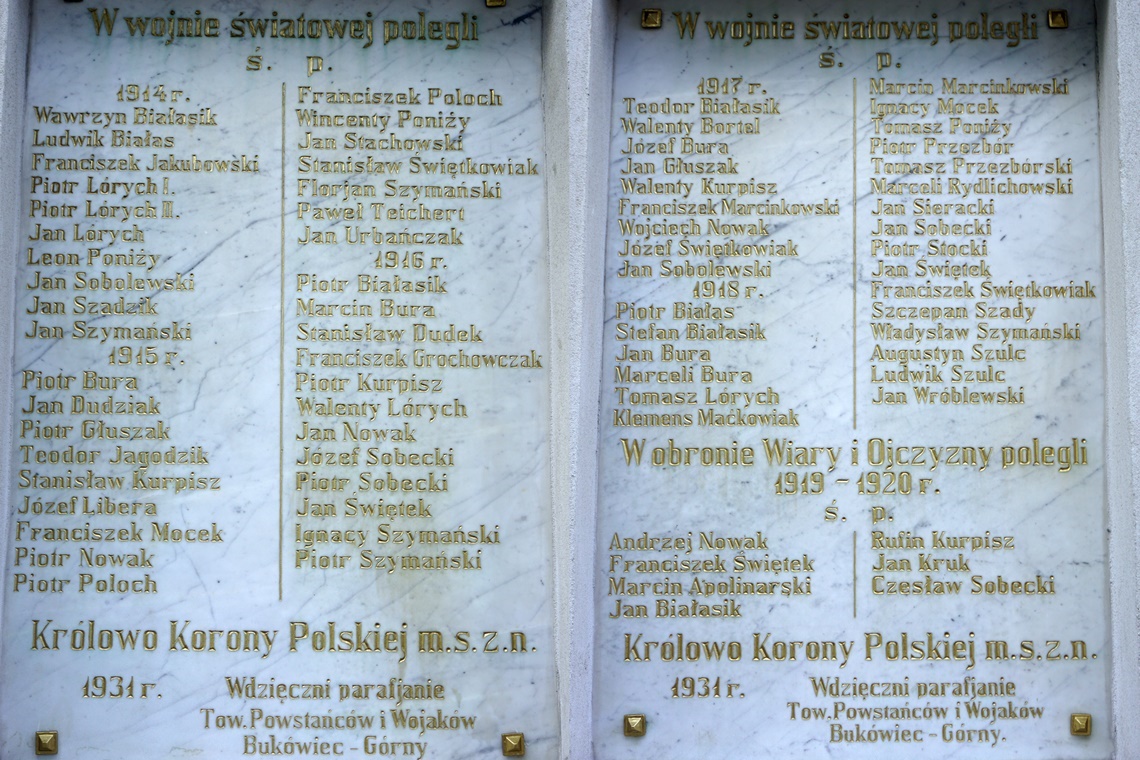 W wojnie światowej polegli
ś. p.
1914 r.
Wawrzyn Białasik
Ludwik Białas
Franciszek Jakubowski
Piotr Lórych I.
Piotr Lórych II.
Jan Lórych
Leon Poniży
Jan Sobolewski
Jan Sządzik
Jan Szymański
1915 r.
Piotr Bura
Jan Dudziak
Piotr Głuszak
Teodor Jagodzik
Stanisław Kurpisz
Józef Libera
Franciszek Mocek
Piotr Nowak
Piotr Poloch
Franciszek Poloch
Wincenty Poniży
Jan Stachowski
Stanisław Świętkowiak
Florjan Szymański
Paweł Teichert
Jan Urbańczak
1916 r.
Piotr Białasik
Marcin Bura
Stanisław Dudek
Franciszek Grochowczak
Piotr Kurpisz
Walenty Lórych
Jan Nowak
Józef Sobecki
Piotr Sobecki
Jan Świętek
Ignacy Szymański
Piotr Szymański
Królowo Korony Polskiej m.s.z.n.
1931 r.
Wdzięczni parafjanie
Tow. Powstańców i Wojaków
Bukówiec - Górny
W wojnie światowej polegli
ś. p.
1917 r.
Teodor Białasik
Walenty Bortel
Józef Bura
Jan Głuszak
Walenty Kurpisz
Franciszek Marcinkowski
Wojciech Nowak
Józef Świętkowiak
Jan Sobolewski
1918 r.
Piotr Białas
Stefan Białasik
Jan Bura
Marceli Bura
Tomasz Lórych
Klemens Maćkowiak
Marcin Marcinkowski
Ignacy Mocek
Tomasz Poniży
Piotr Przezbór
Tomasz Przezbórski
Marceli Rydlichowski
Jan Sieracki
Jan Sobecki
Piotr Stocki
Jan Świętek
Franciszek Świętkowiak
Szczepan Szady
Władysław Szymański
Augustyn Szulc
Ludwik Szulc
Jan Wróblewski
W obronie Wiary i Ojczyzny polegli
1919 - 1920 r.
ś. p.
Andrzej Nowak
Franciszek Świętek
Marcin Apolinarski
Jan Białasik
Rufin Kurpisz
Jan Kruk
Czesław Sobecki
Królowo Korony Polskiej m.s.z.n.
1931 r.
Wdzięczni parafjanie
Tow. Powstańców i Wojaków
Bukówiec - Górny.